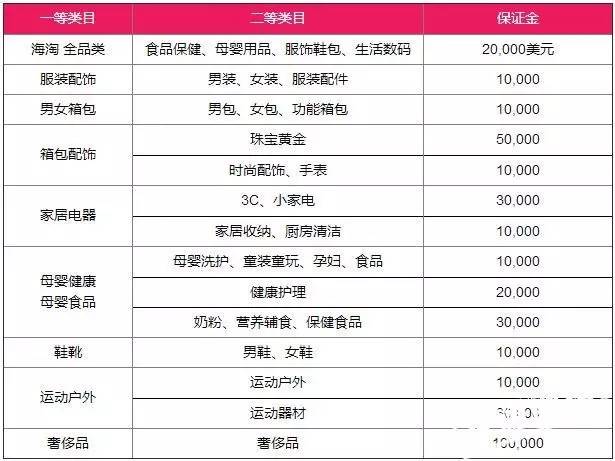 一等类目 二等类目 保证金
海淘 全品类 食品保健、母婴用品、服饰鞋包、生活数码 20,000美元
服装配饰 男装、女装、服装配件 10,000
男女箱包 男包、女包、功能箱包 10,000
箱包配饰 珠宝黄金 50,000
时尚配饰、手表 10,000
家居电器 3C、小家电 30,000
家居收纳、厨房清洁 10,000
母婴健康
母婴食品
母婴洗护、童装童玩、孕妇、食品 10,000
健康护理 20,000
奶粉、营养辅食、保健食品 30,000
鞋靴 男鞋、女鞋 10,000
运动户外 运动户外 10,000
运动器材
奢侈品 奢侈品 100,000